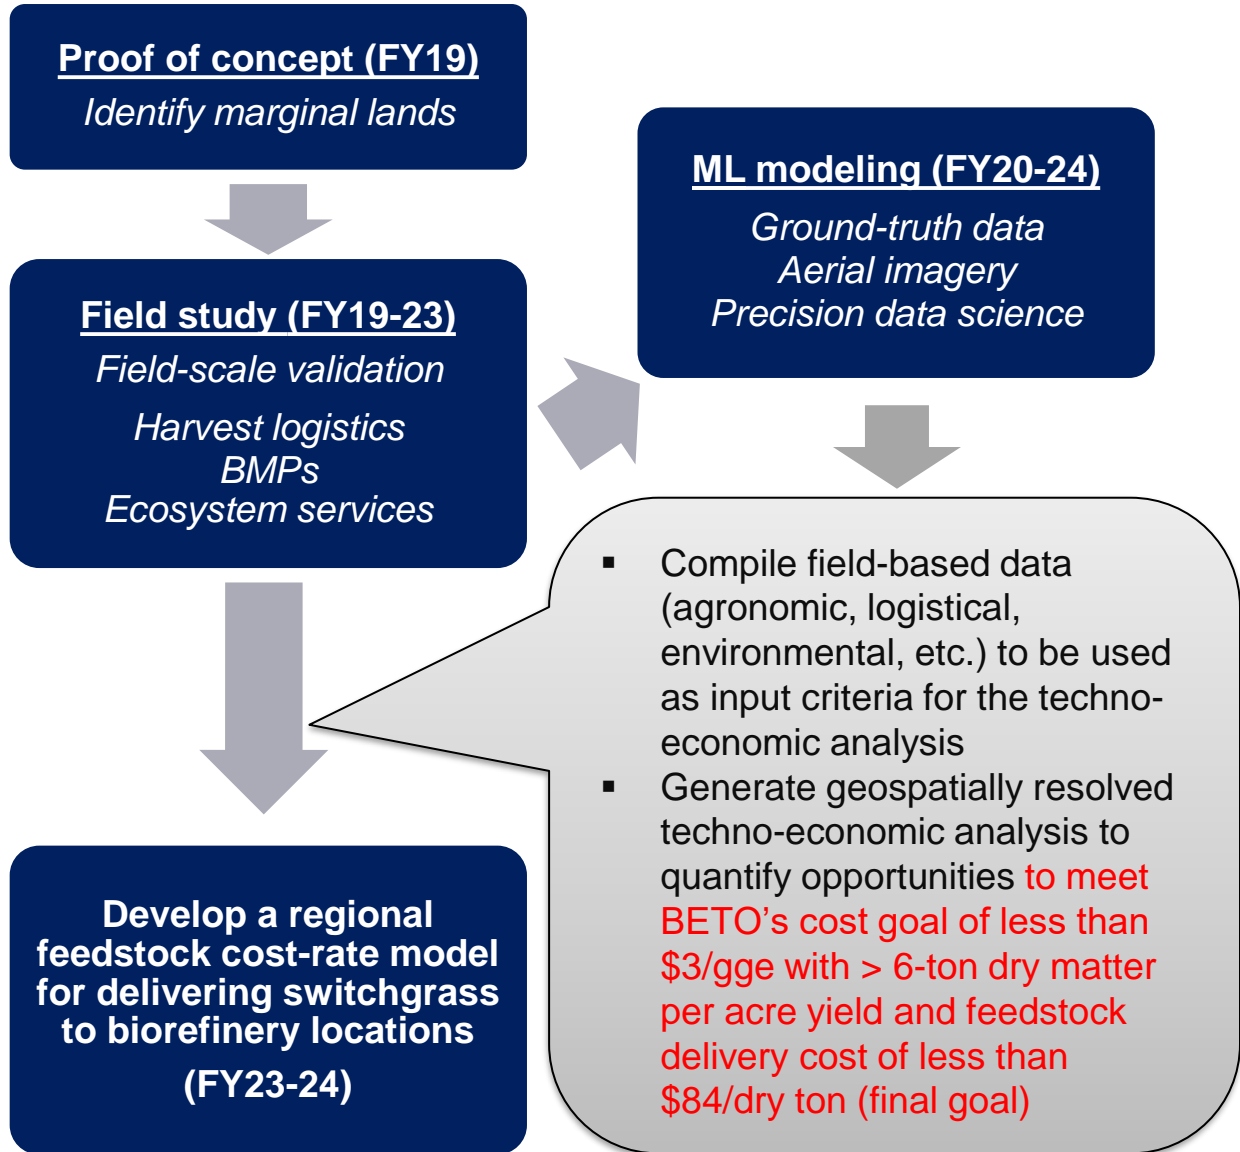 Proof of concept (FY19)
Identify marginal lands
ML modeling (FY20-24)
Ground-truth data
Aerial imagery
Precision data science
Field study (FY19-23)
Field-scale validation
Harvest logistics
BMPs
Ecosystem services
▪ Compile field-based data
(agronomic, logistical,
environmental, etc.) to be used
as input criteria for the techno-
economic analysis
▪ Generate geospatially resolved
techno-economic analysis to
quantify opportunities to meet
BETO’s cost goal of less than
$3/gge with > 6-ton dry matter
per acre yield and feedstock
delivery cost of less than
$84/dry ton (final goal)
Develop a regional
feedstock cost-rate model
for delivering switchgrass
to biorefinery locations
(FY23-24)